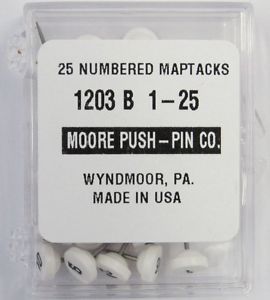 25 NUMBERED MAPTACKS
1203 B 1-25
MOORE PUSH-PIN CO.
WYNDMOOR, PA.
MADE IN USA